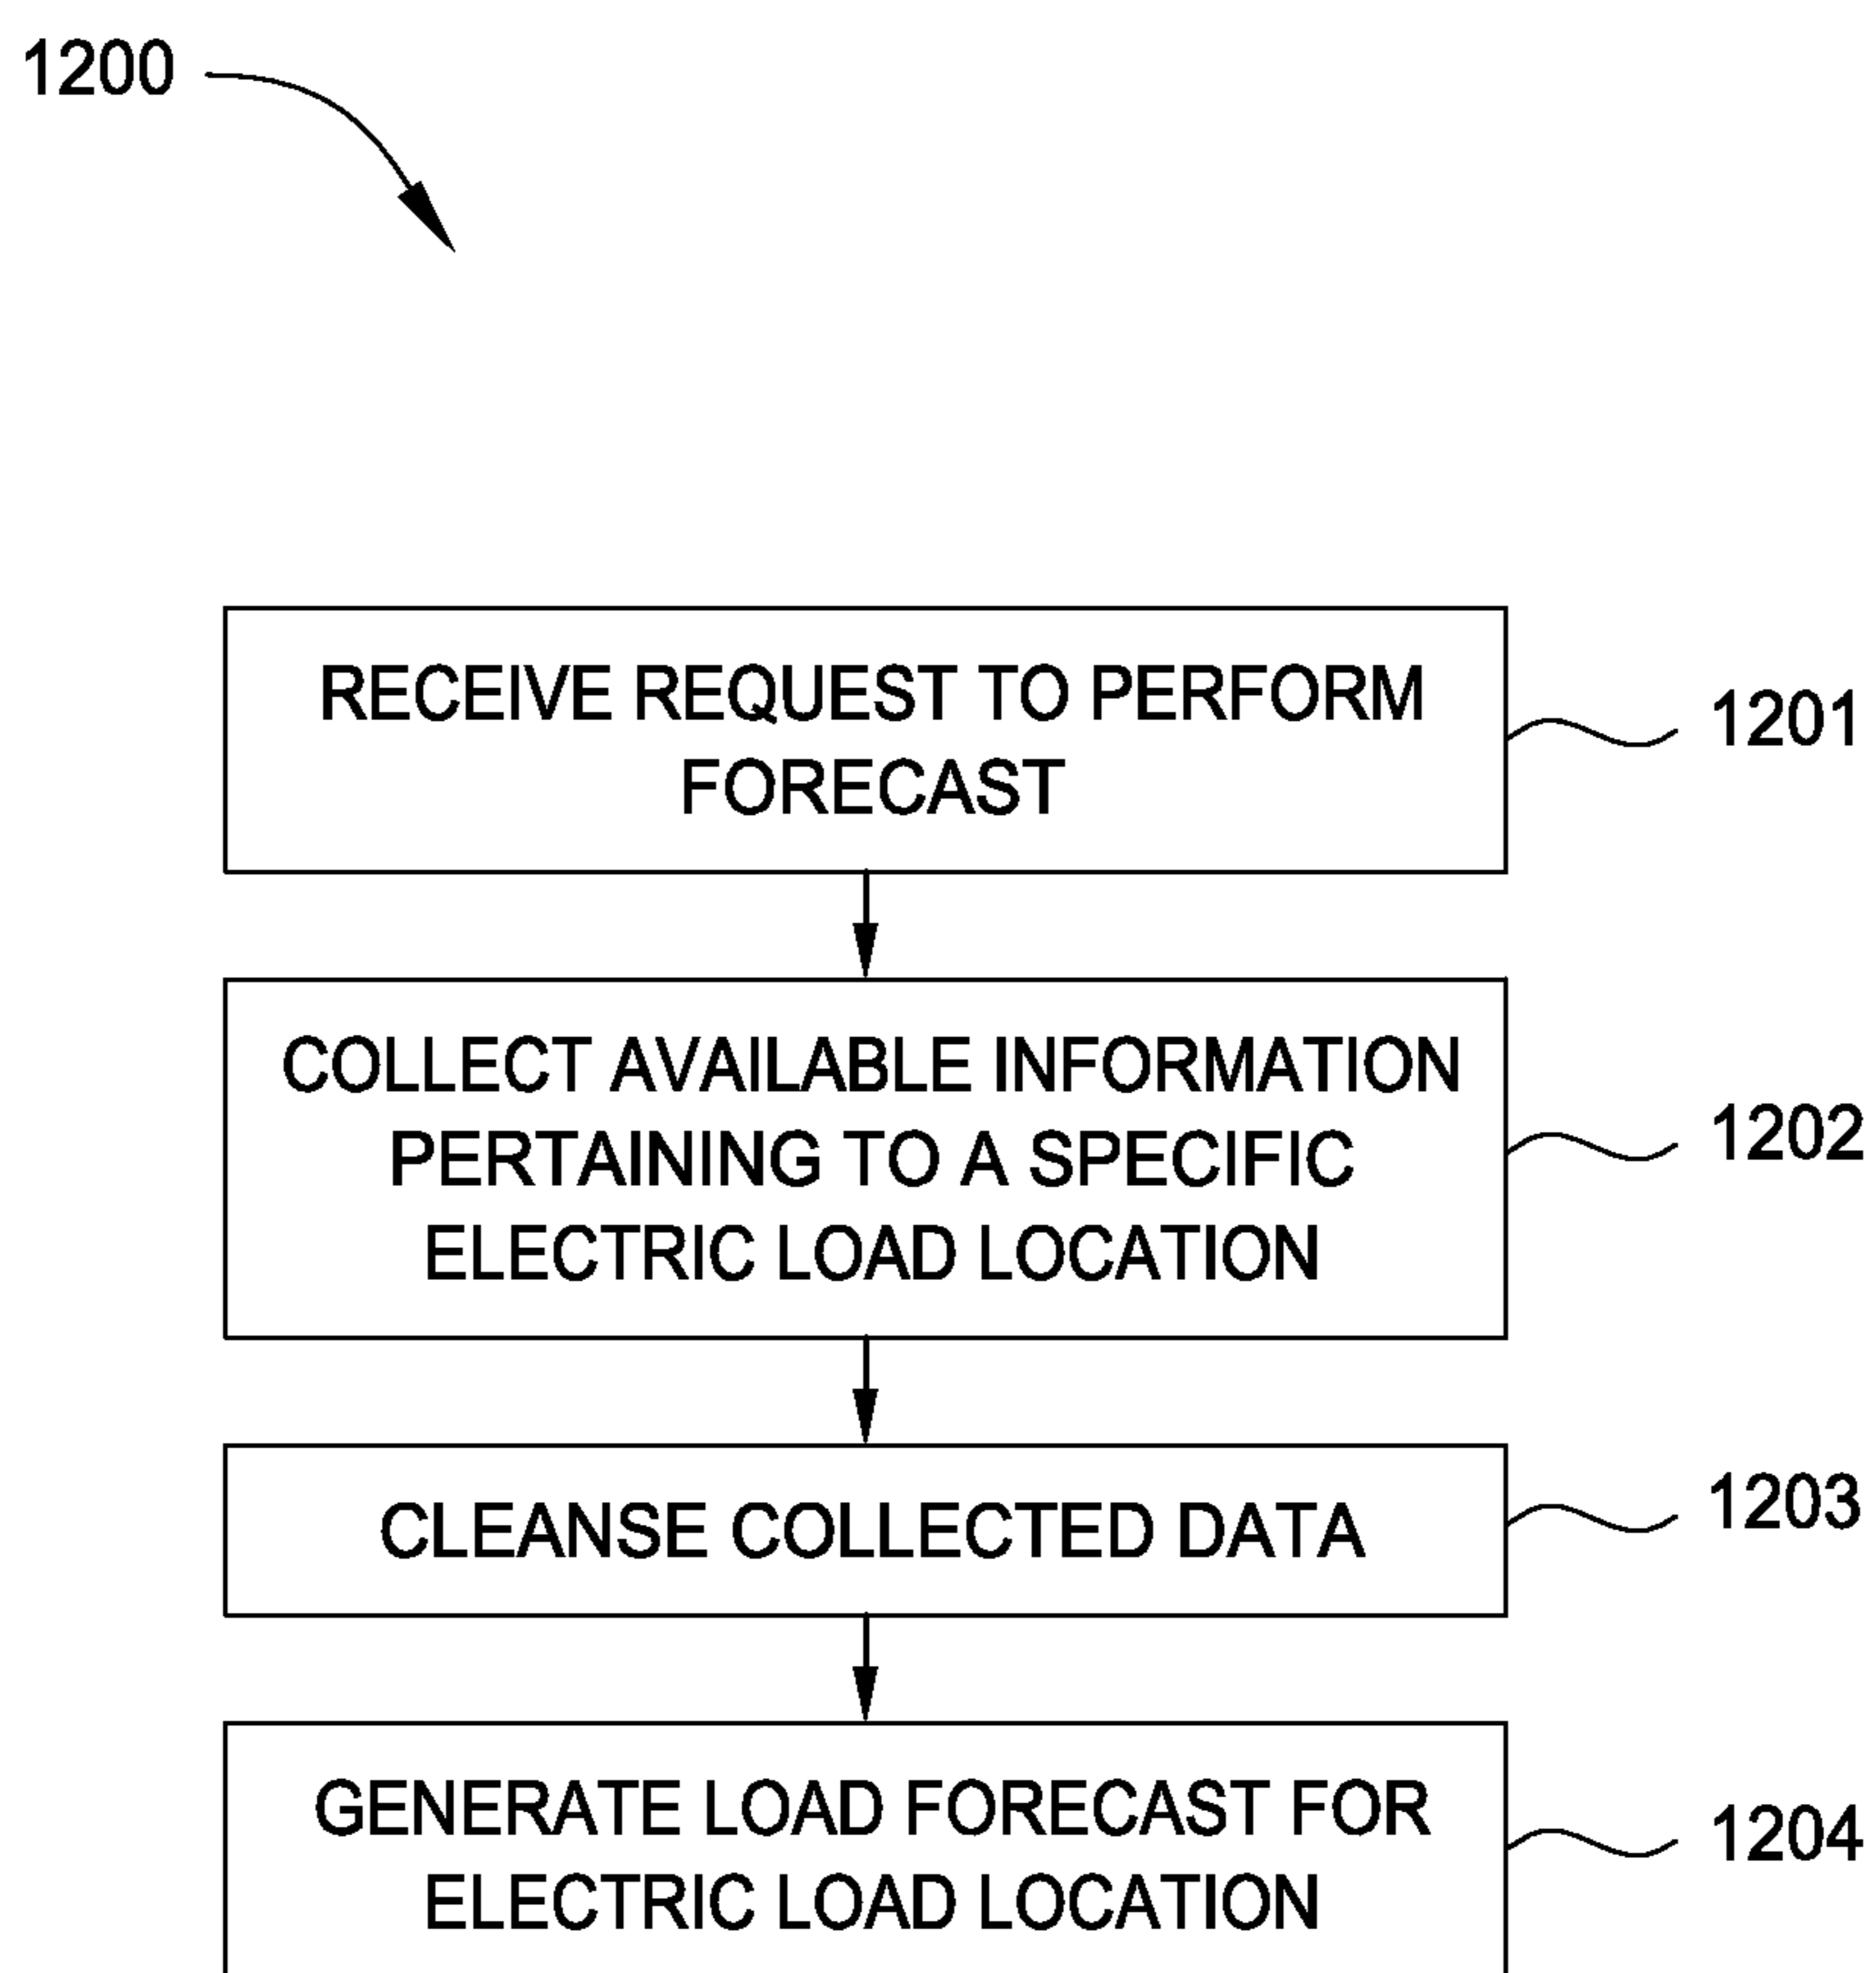 1200
RECEIVE REQUEST TO PERFORM
FORECAST
1201
COLLECT AVAILABLE INFORMATION
PERTAINING TO A SPECIFIC
ELECTRIC LOAD LOCATION
1202
CLEANSE COLLECTED DATA
1203
GENERATE LOAD FORECAST FOR
ELECTRIC LOAD LOCATION
1204